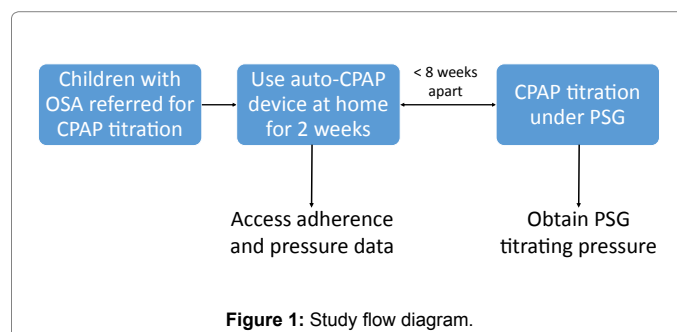 Children with
OSA referred for
CPAP titration
Use auto-CPAP
device at home
for 2 weeks
< 8 weeks
apart
CPAP titration
under PSG
Access adherence
and pressure data
Obtain PSG
titrating pressure
Figure 1: Study flow diagram.